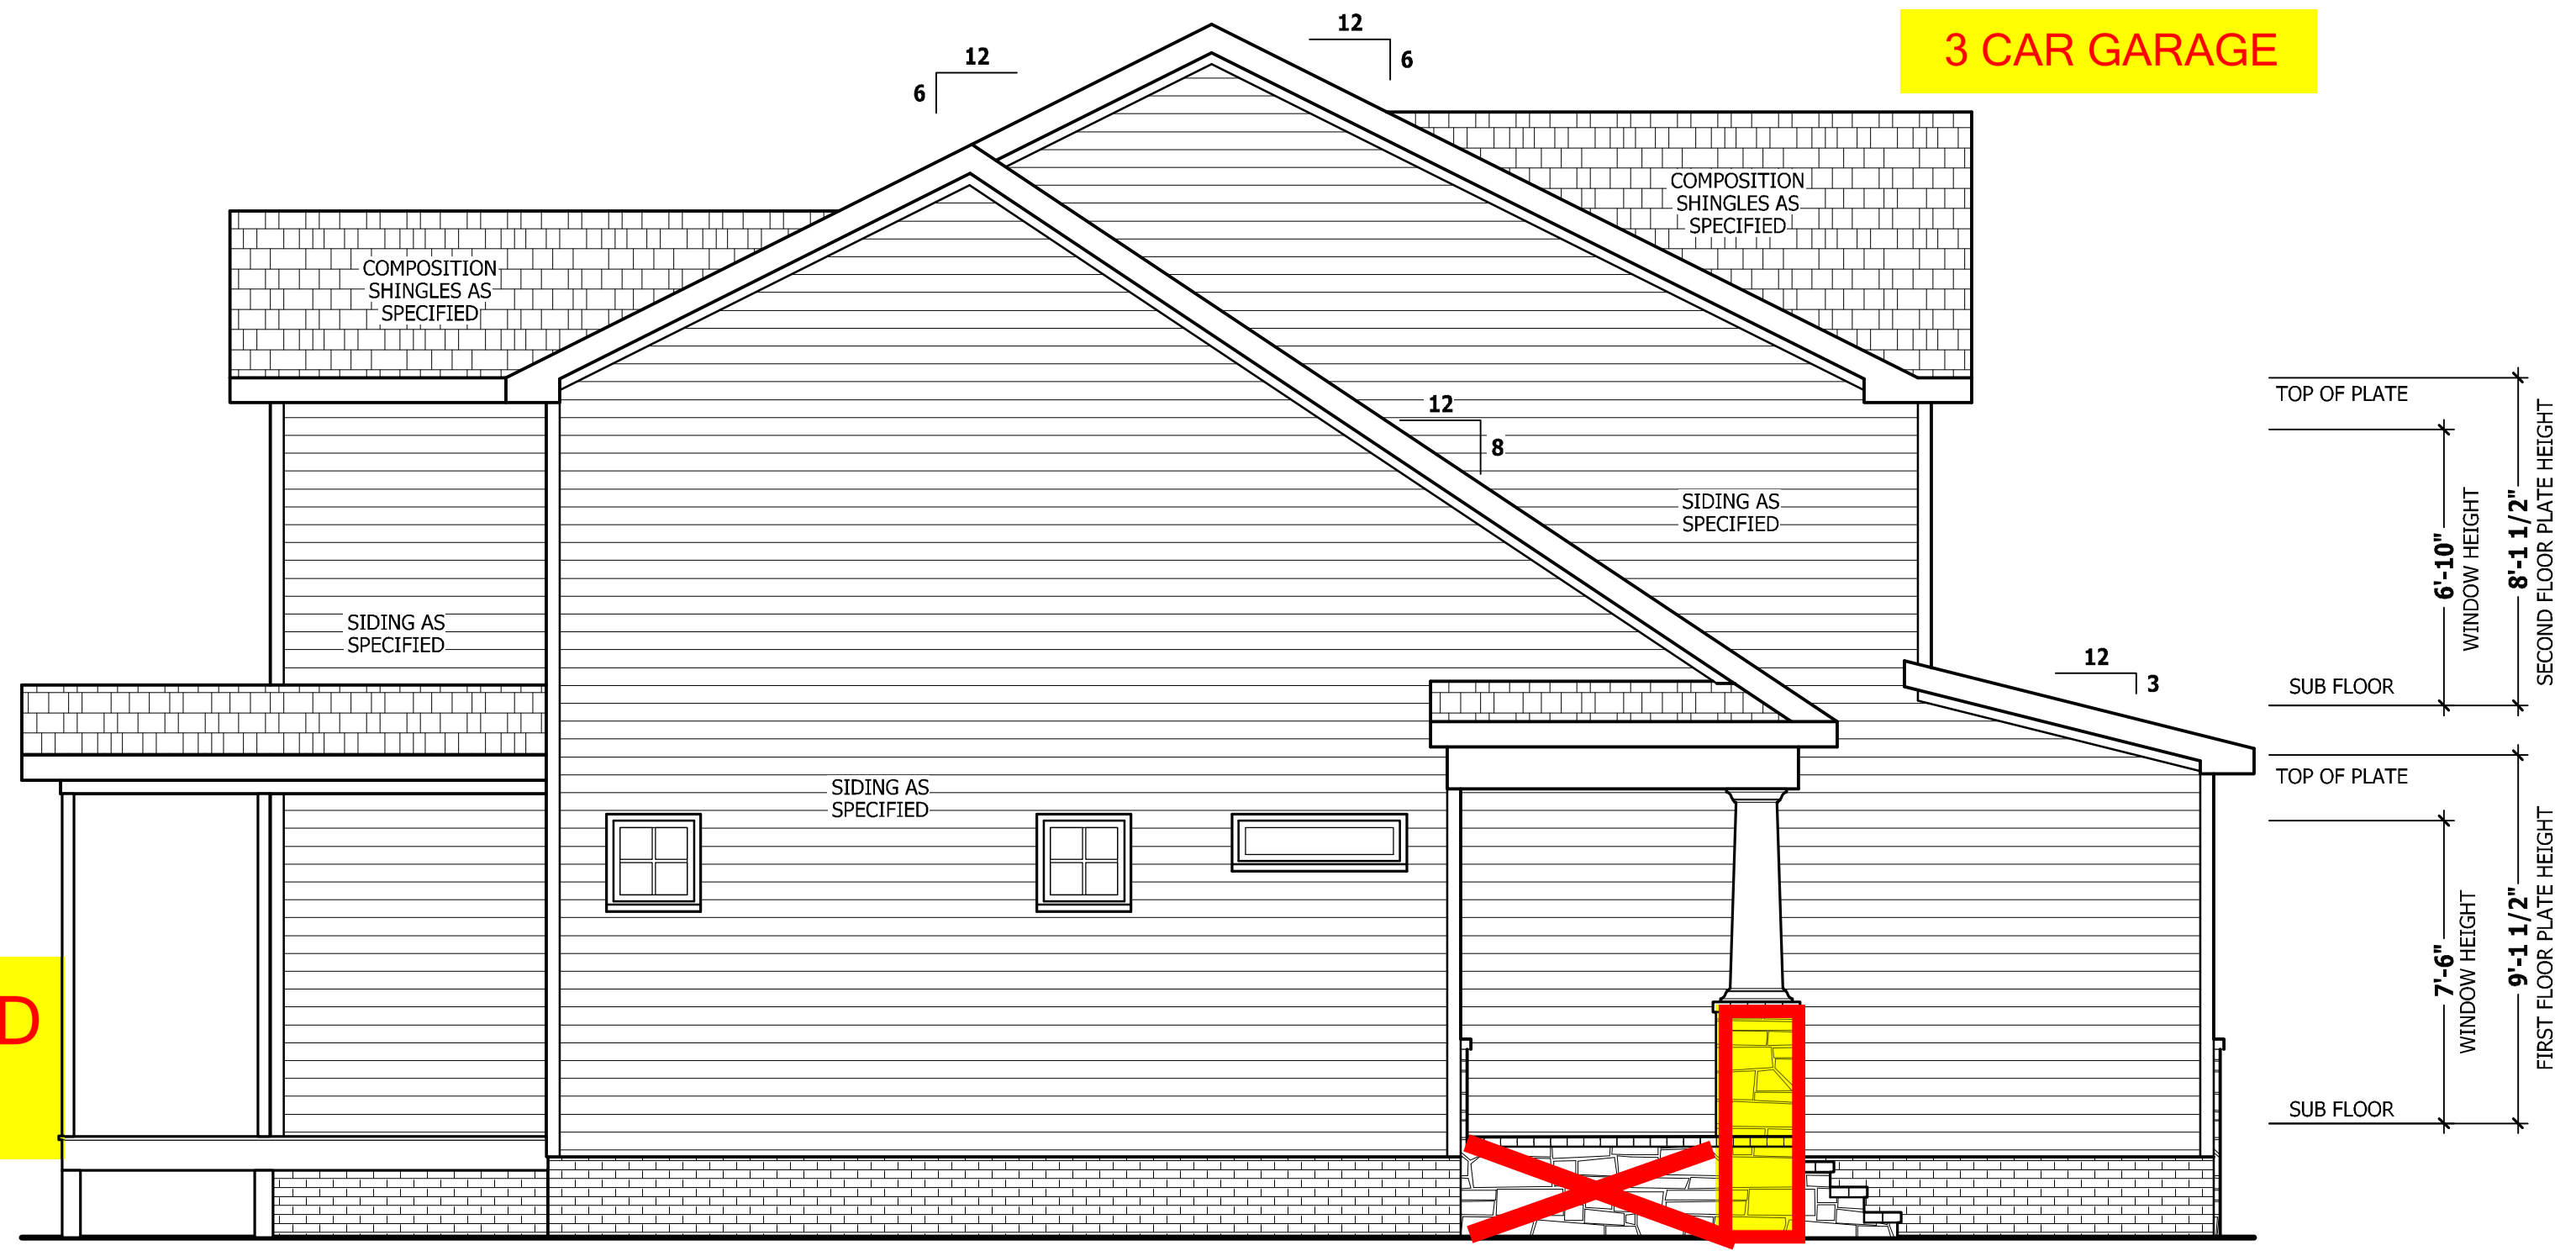 3 CAR GARAGE
12
6
12
6
COMPOSITION
SHINGLES AS
SPECIFIED
COMPOSITION
SHINGLES AS
SPECIFIED
12
8
SIDING AS
SPECIFIED
SIDING AS
SPECIFIED
SIDING AS
SPECIFIED
12
3
TOP OF PLATE
6'-10"
WINDOW HEIGHT
8'-1 1/2"
SECOND FLOOR PLATE HEIGHT
SUB FLOOR
TOP OF PLATE
7'-6"
WINDOW HEIGHT
9'-1 1/2"
FIRST FLOOR PLATE HEIGHT
SUB FLOOR
D